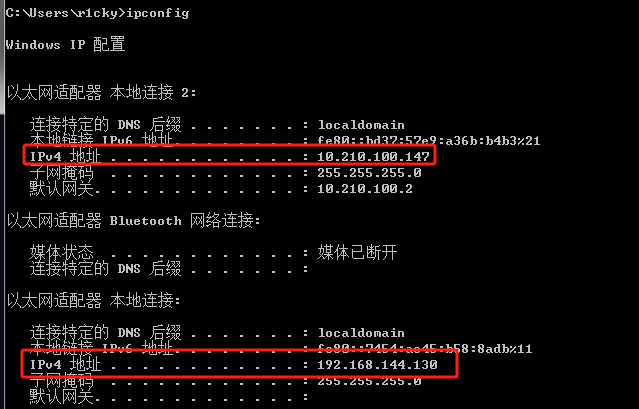 C:\Users\r1cky>ipconfig
Windows IP 配置
以太网适配器 本地连接 2:
连接特定的 DNS 后缀 . . . . . . . : localdomain
本地链接 IPv6 地址. . . . . . . . : fe80::bd37:52e9:a36b:b4b3%21
IPv4 地址 . . . . . . . . . . . . : 10.210.100.147
子网掩码 . . . . . . . . . . . . : 255.255.255.0
默认网关. . . . . . . . . . . . . : 10.210.100.2
以太网适配器 Bluetooth 网络连接:
媒体状态 . . . . . . . . . . . . : 媒体已断开
连接特定的 DNS 后缀 . . . . . . . :
以太网适配器 本地连接:
连接特定的 DNS 后缀 . . . . . . . : localdomain
本地链接 IPv6 地址. . . . . . . . : fe80::7454:ae45:b58:8adb%11
IPv4 地址 . . . . . . . . . . . . : 192.168.144.130
子网掩码 . . . . . . . . . . . . : 255.255.255.0
默认网关. . . . . . . . . . . . . :